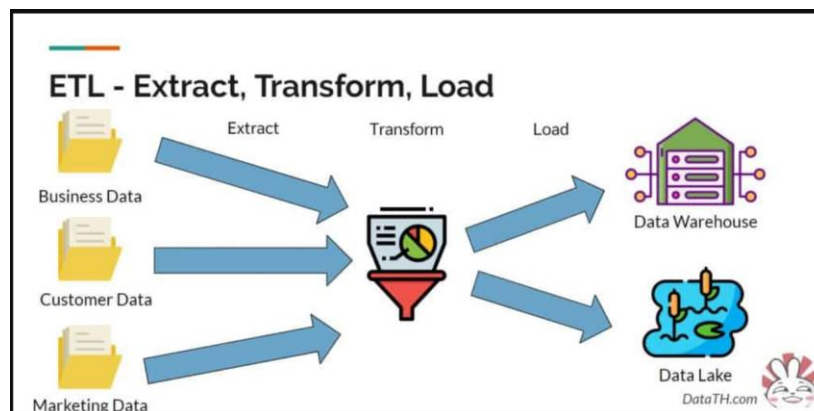 ETL - Extract, Transform, Load
Extract
Transform
Load
Business Data
Data Warehouse
Customer Data
Data Lake
Marketing Data
DataTH.com